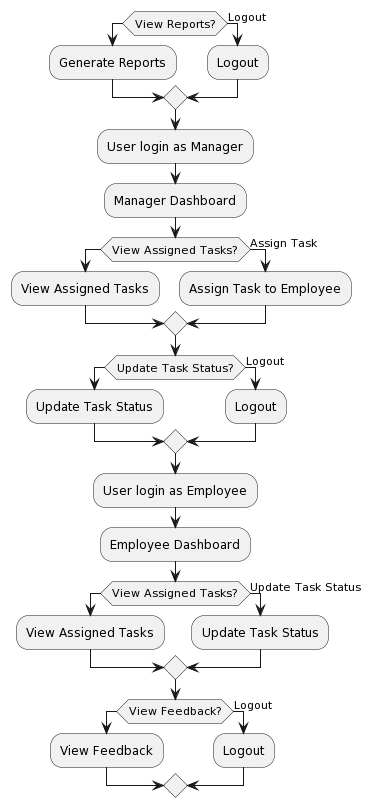 View Reports?
Logout
Generate Reports
Logout
User login as Manager
Manager Dashboard
View Assigned Tasks?
Assign Task
View Assigned Tasks
Assign Task to Employee
Update Task Status?
Logout
Update Task Status
Logout
User login as Employee
Employee Dashboard
View Assigned Tasks?
Update Task Status
View Assigned Tasks
Update Task Status
View Feedback?
Logout
View Feedback
Logout